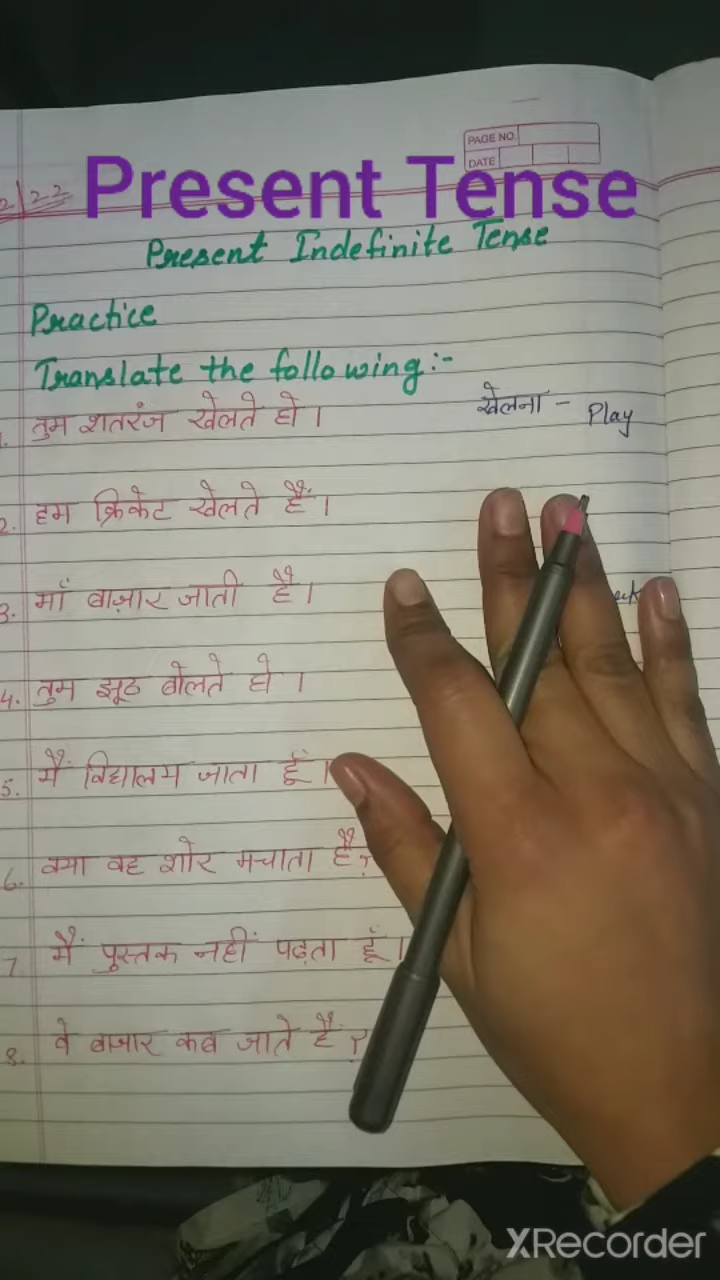 PAGE NO.
DATE
22
Present Tense
Present Indefinite Tense
Practice
Translate the following:-
1. तुम शतरंज खेलते हो । खेलना - Play
2. हम क्रिकेट खेलते हैं ।
3. माँ बाज़ार जाती है ।
4. तुम झूठ बोलते हो ।
5. मैं विद्यालय जाता हूँ ।
6. क्या वह शोर मचाता है ?
7 मैं पुस्तक नहीं पढ़ता हूँ ।
8. वे बाजार कब जाते हैं ?
XRecorder